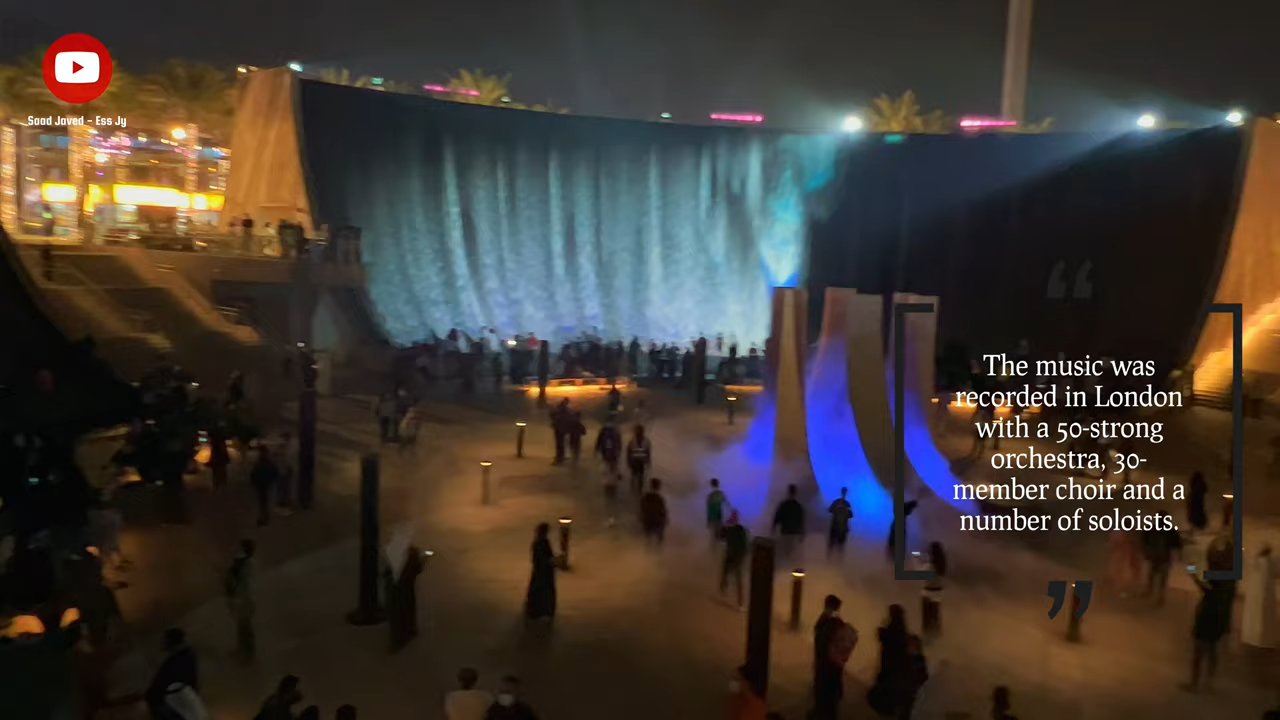 Saad Javed - Ess Jy
“
The music was
recorded in London
with a 50-strong
orchestra, 30-
member choir and a
number of soloists.
”